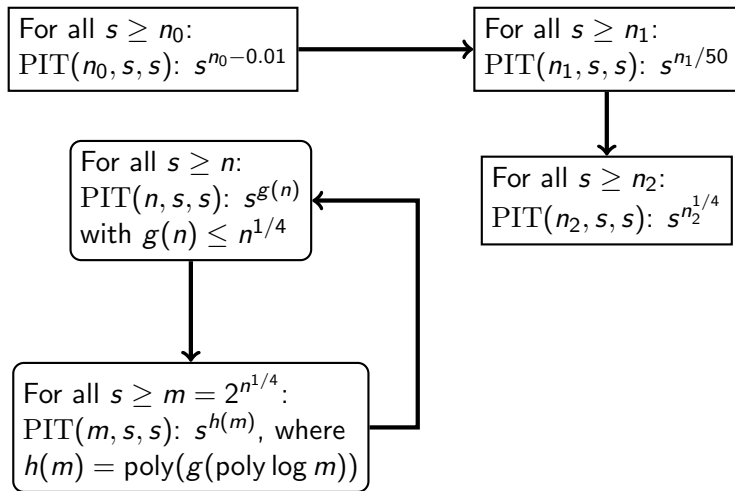 For all s ≥ n₀:
PIT(n₀, s, s): s^{n₀−0.01}
For all s ≥ n₁:
PIT(n₁, s, s): s^{n₁/50}
For all s ≥ n₂:
PIT(n₂, s, s): s^{n₂^{1/4}}
For all s ≥ n:
PIT(n, s, s): s^{g(n)}
with g(n) ≤ n^{1/4}
For all s ≥ m = 2^{n^{1/4}}:
PIT(m, s, s): s^{h(m)}, where
h(m) = poly(g(poly log m))